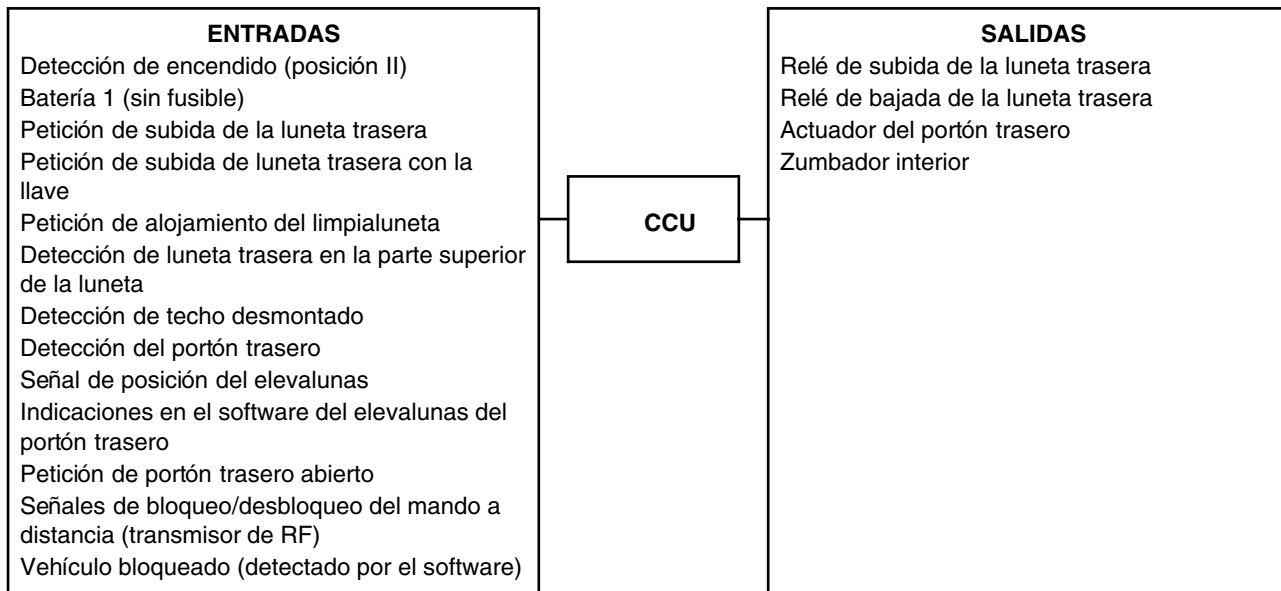 ENTRADAS
Detección de encendido (posición II)
Batería 1 (sin fusible)
Petición de subida de la luneta trasera
Petición de subida de luneta trasera con la
llave
Petición de alojamiento del limpialuneta
Detección de luneta trasera en la parte superior
de la luneta
Detección de techo desmontado
Detección del portón trasero
Señal de posición del elevalunas
Indicaciones en el software del elevalunas del
portón trasero
Petición de portón trasero abierto
Señales de bloqueo/desbloqueo del mando a
distancia (transmisor de RF)
Vehículo bloqueado (detectado por el software)
CCU
SALIDAS
Relé de subida de la luneta trasera
Relé de bajada de la luneta trasera
Actuador del portón trasero
Zumbador interior